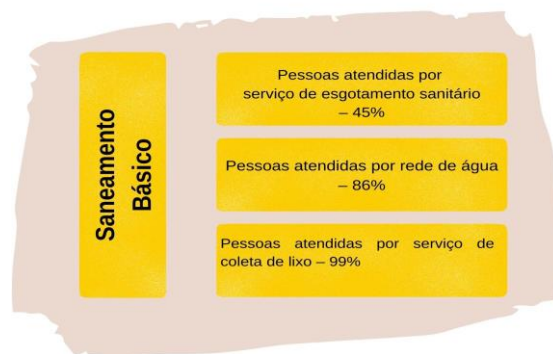 Saneamento
Básico
Pessoas atendidas por
serviço de esgotamento sanitário
– 45%
Pessoas atendidas por rede de água
– 86%
Pessoas atendidas por serviço de
coleta de lixo – 99%